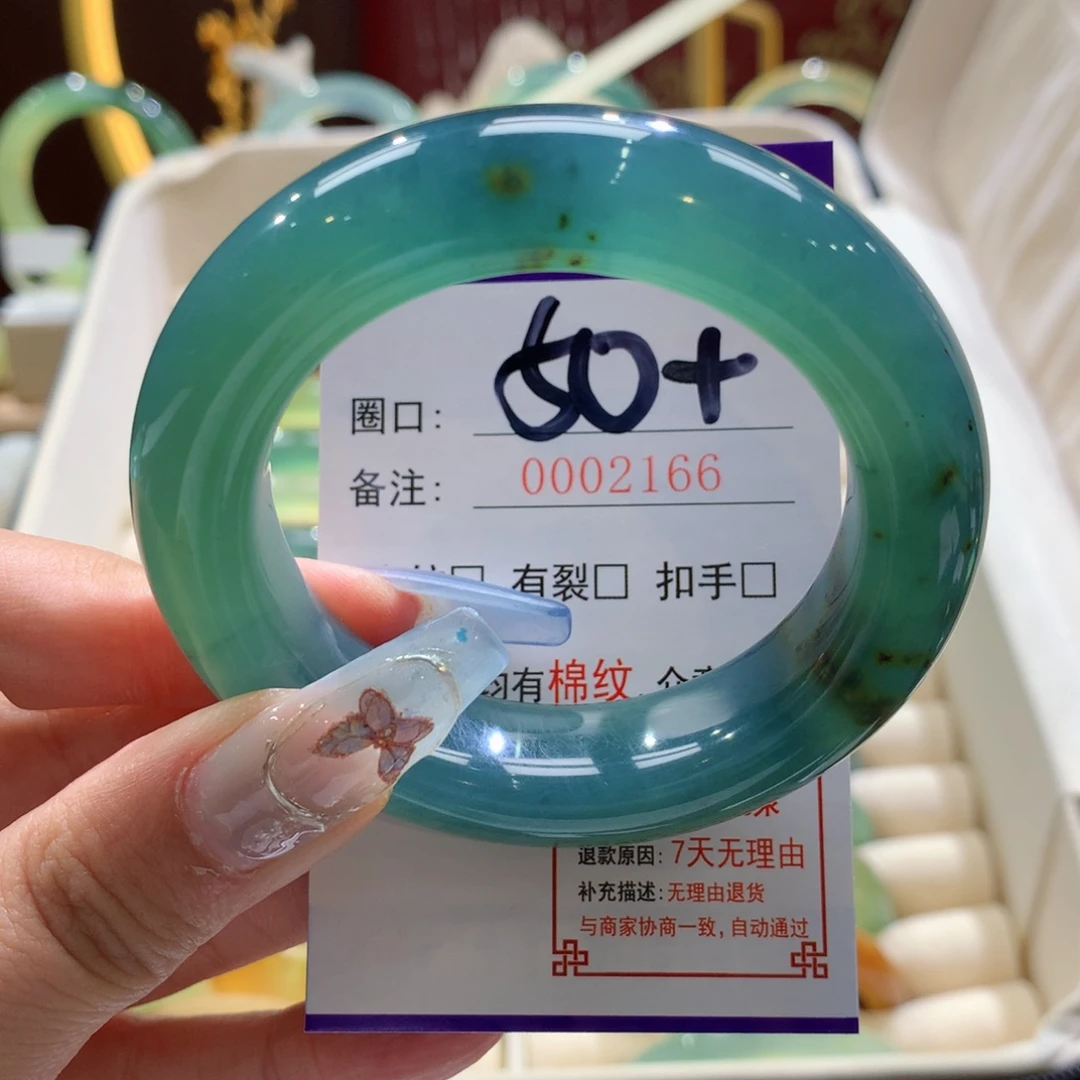 圈口: 50+
备注: 0002166
有裂□ 扣手□
均有棉纹
退款原因: 7天无理由
补充描述: 无理由退货
与商家协商一致, 自动通过